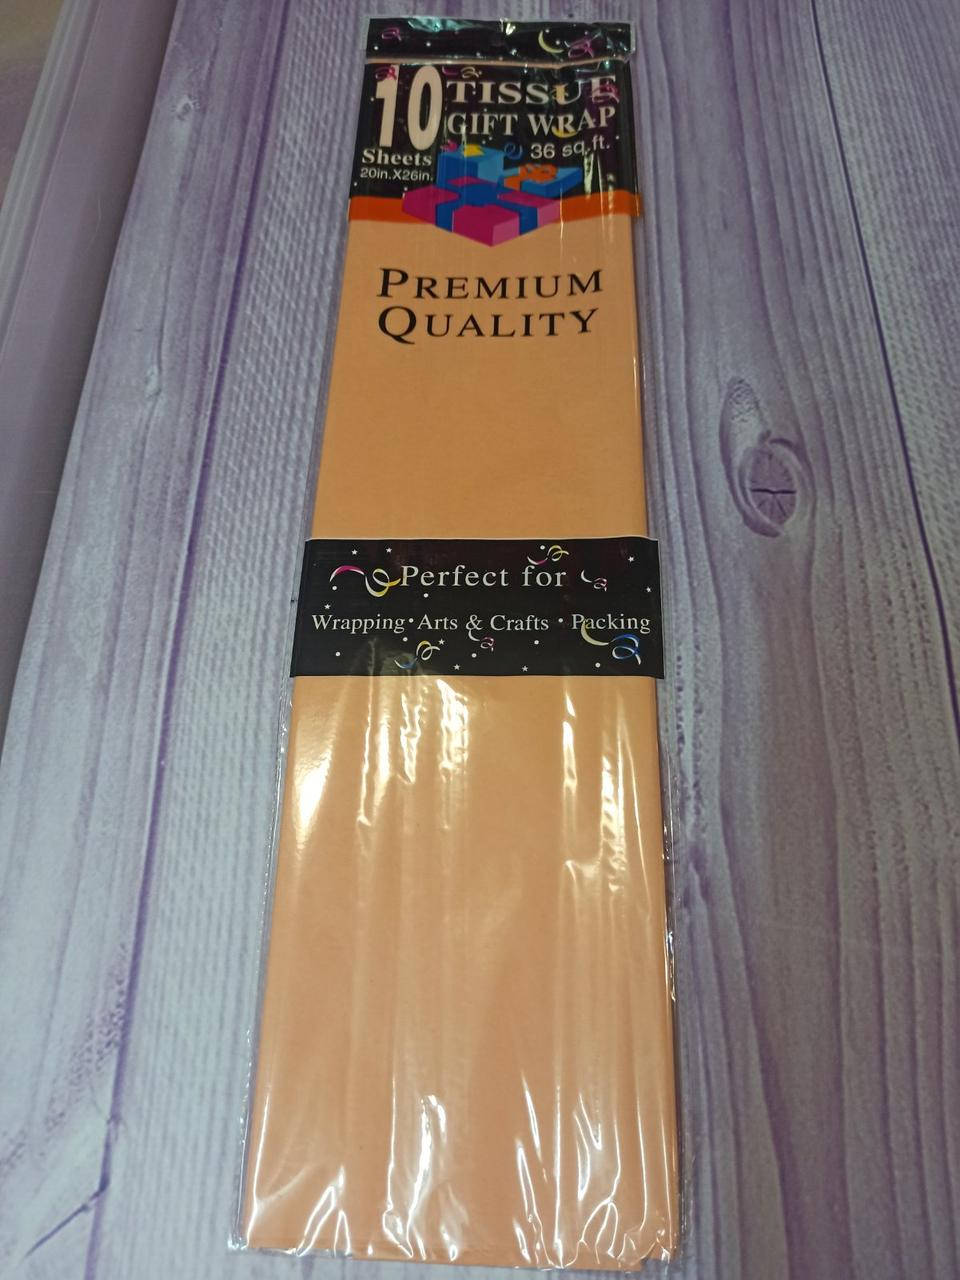 10 TISSUE
GIFT WRAP
Sheets 36 sq.ft.
20in.X26in.
PREMIUM
QUALITY
Perfect for
Wrapping • Arts & Crafts • Packing